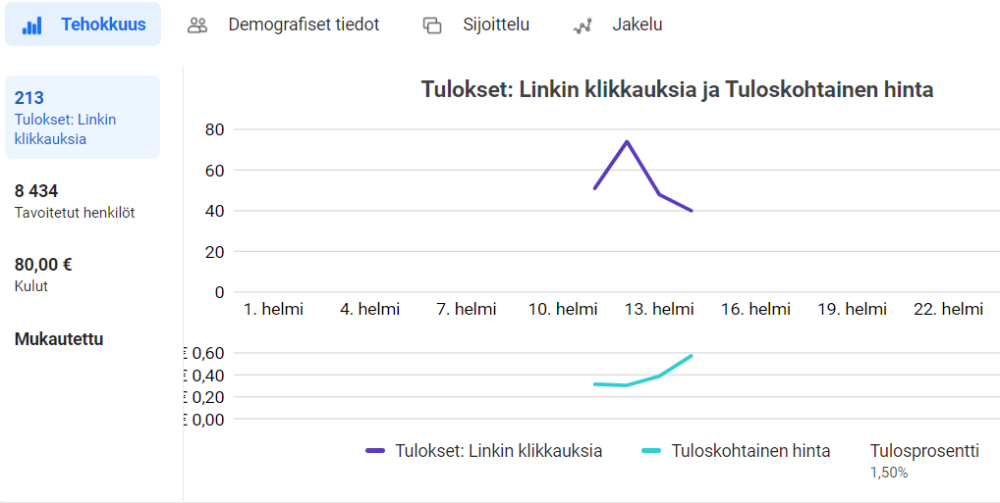 Tehokkuus Demografiset tiedot Sijoittelu Jakelu
213
Tulokset: Linkin
klikkauksia
8 434
Tavoitetut henkilöt
80,00 €
Kulut
Mukautettu
Tulokset: Linkin klikkauksia ja Tuloskohtainen hinta
80
60
40
20
0
1. helmi 4. helmi 7. helmi 10. helmi 13. helmi 16. helmi 19. helmi 22. helmi
€ 0,60
€ 0,40
€ 0,20
€ 0,00
Tulokset: Linkin klikkauksia Tuloskohtainen hinta Tulosprosentti
1,50%